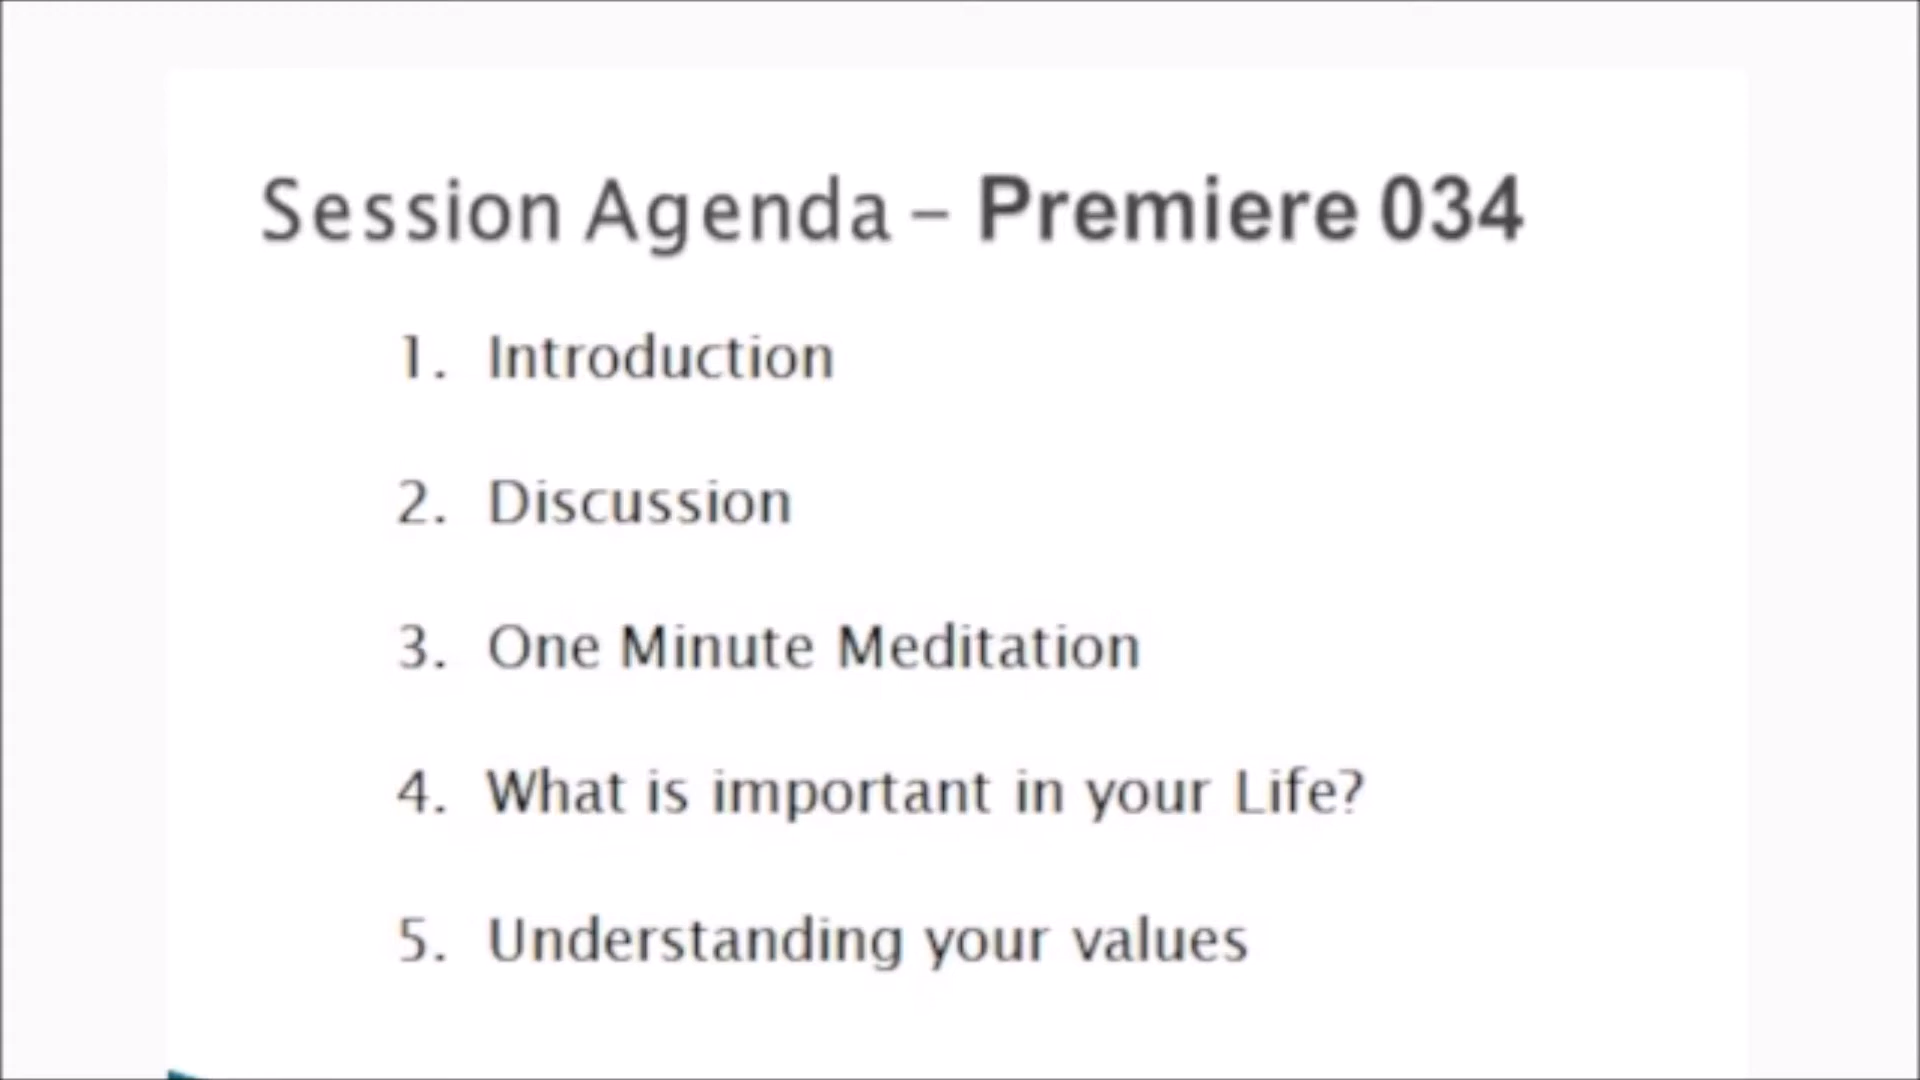 Session Agenda – Premiere 034
1. Introduction
2. Discussion
3. One Minute Meditation
4. What is important in your Life?
5. Understanding your values